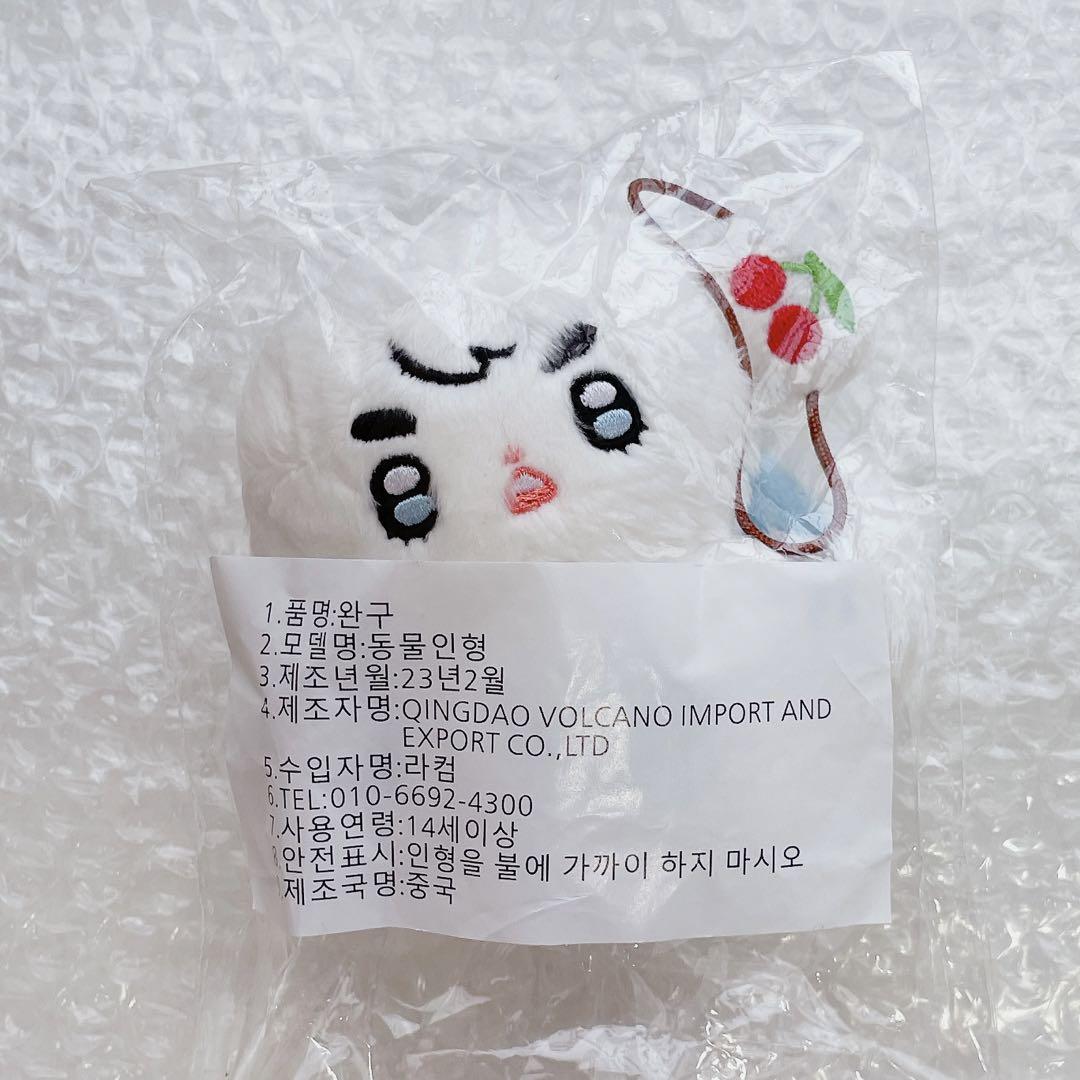 1.품명:완구
2.모델명:동물인형
3.제조년월:23년2월
4.제조자명:QINGDAO VOLCANO IMPORT AND
EXPORT CO.,LTD
5.수입자명:라컴
6.TEL:010-6692-4300
7.사용연령:14세이상
8.안전표시:인형을 불에 가까이 하지 마시오
제조국명:중국